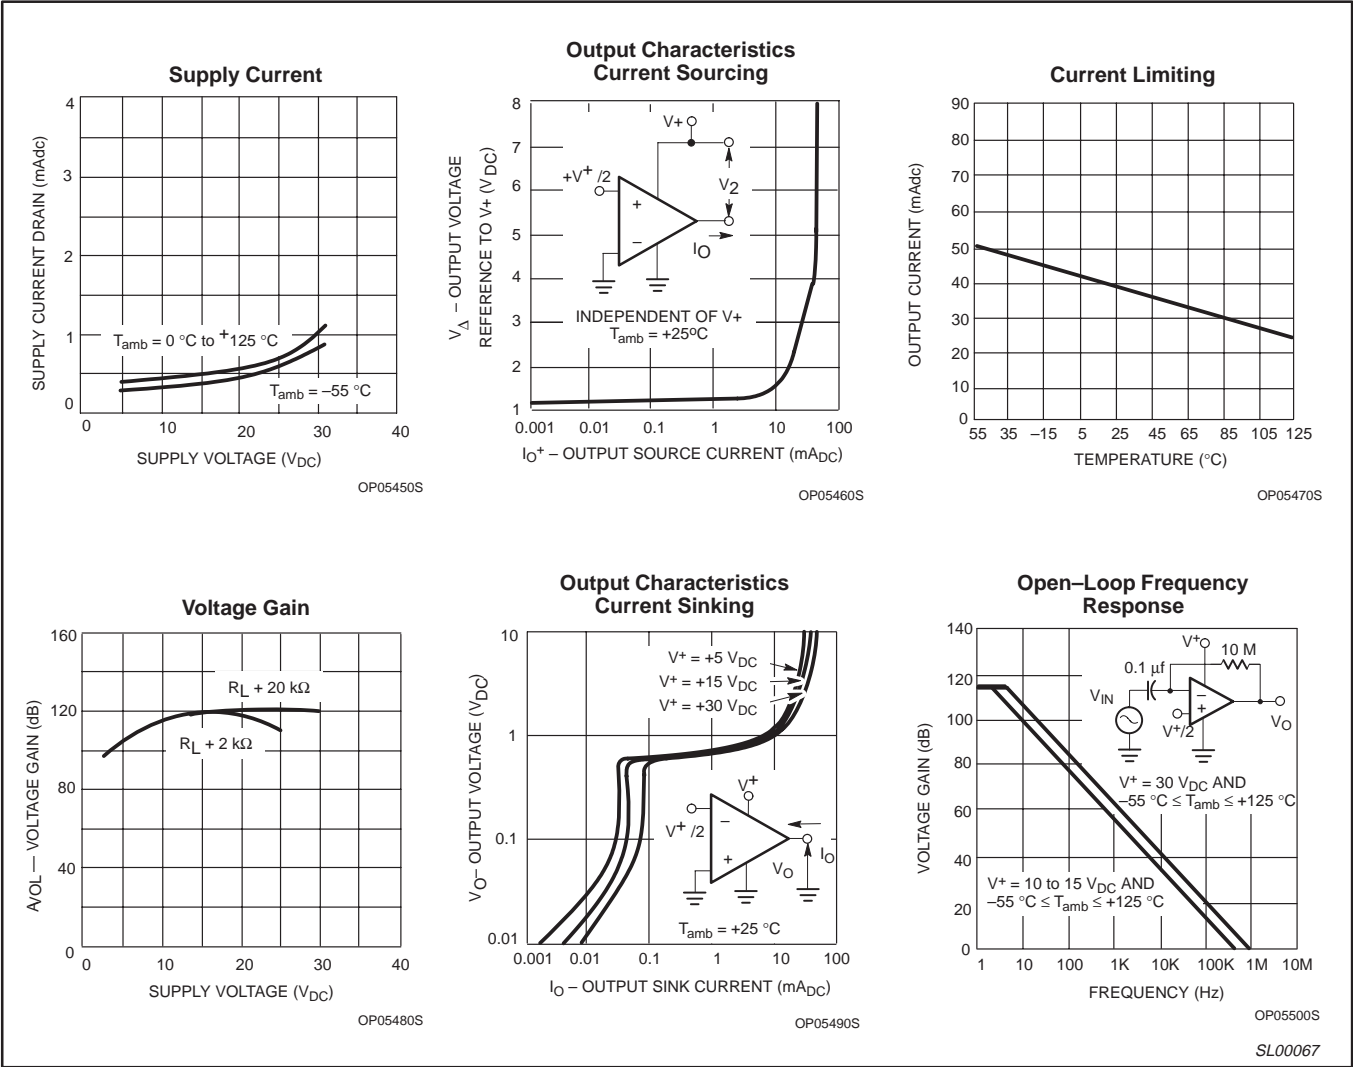 Supply Current
4
3
2
1
0
SUPPLY CURRENT DRAIN (mAdc)
Tamb = 0 °C to +125 °C
Tamb = –55 °C
0 10 20 30 40
SUPPLY VOLTAGE (VDC)
OP05450S
Output Characteristics
Current Sourcing
8
7
6
5
4
3
2
1
V∆ – OUTPUT VOLTAGE
REFERENCE TO V+ (VDC)
V+
+V+ /2
V2
+
–
IO
INDEPENDENT OF V+
Tamb = +25ºC
0.001 0.01 0.1 1 10 100
IO+ – OUTPUT SOURCE CURRENT (mADC)
OP05460S
Current Limiting
90
80
70
60
50
40
30
20
10
0
OUTPUT CURRENT (mAdc)
55 35 –15 5 25 45 65 85 105 125
TEMPERATURE (°C)
OP05470S
Voltage Gain
160
120
80
40
0
AVOL — VOLTAGE GAIN (dB)
RL + 20 kΩ
RL + 2 kΩ
0 10 20 30 40
SUPPLY VOLTAGE (VDC)
OP05480S
Output Characteristics
Current Sinking
10
1
0.1
0.01
VO– OUTPUT VOLTAGE (VDC)
V+ = +5 VDC
V+ = +15 VDC
V+ = +30 VDC
V+
–
V+ /2
+
VO
IO
Tamb = +25 °C
0.001 0.01 0.1 1 10 100
IO – OUTPUT SINK CURRENT (mADC)
OP05490S
Open–Loop Frequency
Response
140
120
100
80
60
40
20
0
VOLTAGE GAIN (dB)
V+
10 M
0.1 µf
VIN
–
+
V+/2
VO
V+ = 30 VDC AND
–55 °C ≤ Tamb ≤ +125 °C
V+ = 10 to 15 VDC AND
–55 °C ≤ Tamb ≤ +125 °C
1 10 100 1K 10K 100K 1M 10M
FREQUENCY (Hz)
OP05500S
SL00067